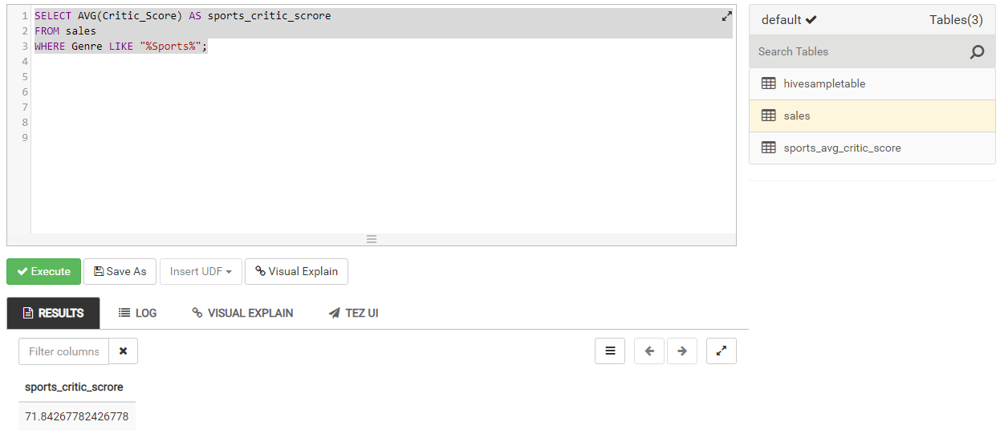 1 SELECT AVG(Critic_Score) AS sports_critic_scrore
2 FROM sales
3 WHERE Genre LIKE "%Sports%";
4
5
6
7
8
9
default
Tables(3)
Search Tables
hivesampletable
sales
sports_avg_critic_score
Execute
Save As
Insert UDF
Visual Explain
RESULTS
LOG
VISUAL EXPLAIN
TEZ UI
Filter columns
sports_critic_scrore
71.84267782426778